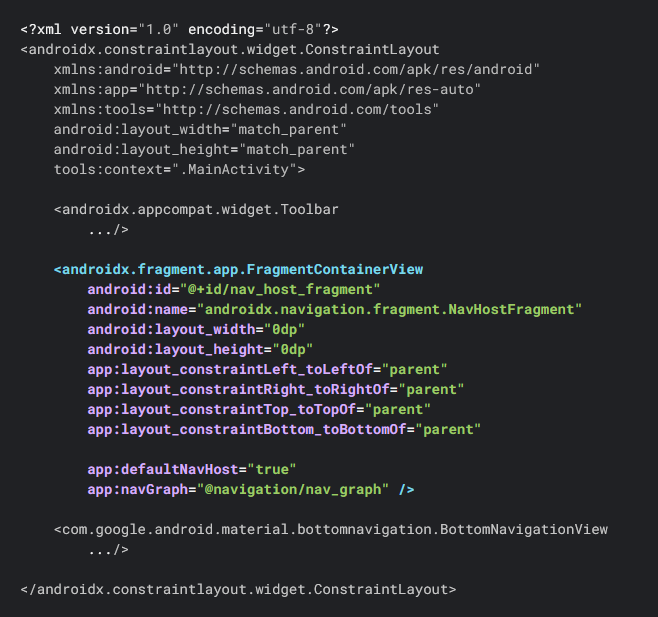 <?xml version="1.0" encoding="utf-8"?>
<androidx.constraintlayout.widget.ConstraintLayout
    xmlns:android="http://schemas.android.com/apk/res/android"
    xmlns:app="http://schemas.android.com/apk/res-auto"
    xmlns:tools="http://schemas.android.com/tools"
    android:layout_width="match_parent"
    android:layout_height="match_parent"
    tools:context=".MainActivity">

    <androidx.appcompat.widget.Toolbar
        .../>

    <androidx.fragment.app.FragmentContainerView
        android:id="@+id/nav_host_fragment"
        android:name="androidx.navigation.fragment.NavHostFragment"
        android:layout_width="0dp"
        android:layout_height="0dp"
        app:layout_constraintLeft_toLeftOf="parent"
        app:layout_constraintRight_toRightOf="parent"
        app:layout_constraintTop_toTopOf="parent"
        app:layout_constraintBottom_toBottomOf="parent"

        app:defaultNavHost="true"
        app:navGraph="@navigation/nav_graph" />

    <com.google.android.material.bottomnavigation.BottomNavigationView
        .../>

</androidx.constraintlayout.widget.ConstraintLayout>